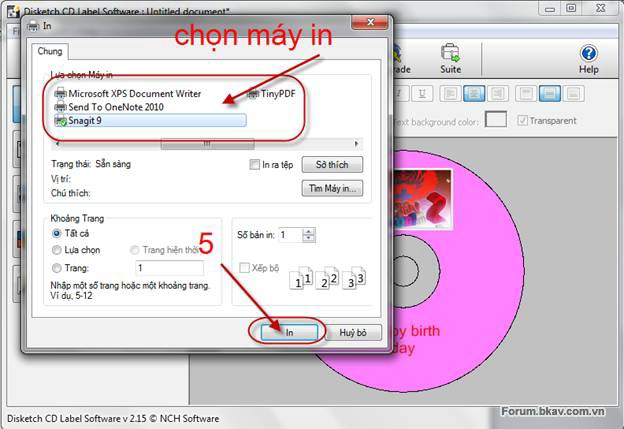 Disketch CD Label Software : Untitled document*
In
chọn máy in
Chung
Lựa chọn Máy in
Microsoft XPS Document Writer
TinyPDF
Send To OneNote 2010
Snagit 9
Suite
Help
Text background color:
Transparent
Trạng thái: Sẵn sàng
In ra tệp
Sở thích
Vị trí:
Chú thích:
Tìm Máy in...
Khoảng Trang
Tất cả
Số bản in: 1
Lựa chọn
Trang hiện thời
5
Trang:
1
Xếp bộ
11 22 33
Nhập một số trang hoặc một khoảng trang.
Ví dụ, 5-12
In
Huỷ bỏ
birth
day
Disketch CD Label Software v 2.15 © NCH Software
Forum.bkav.com.vn